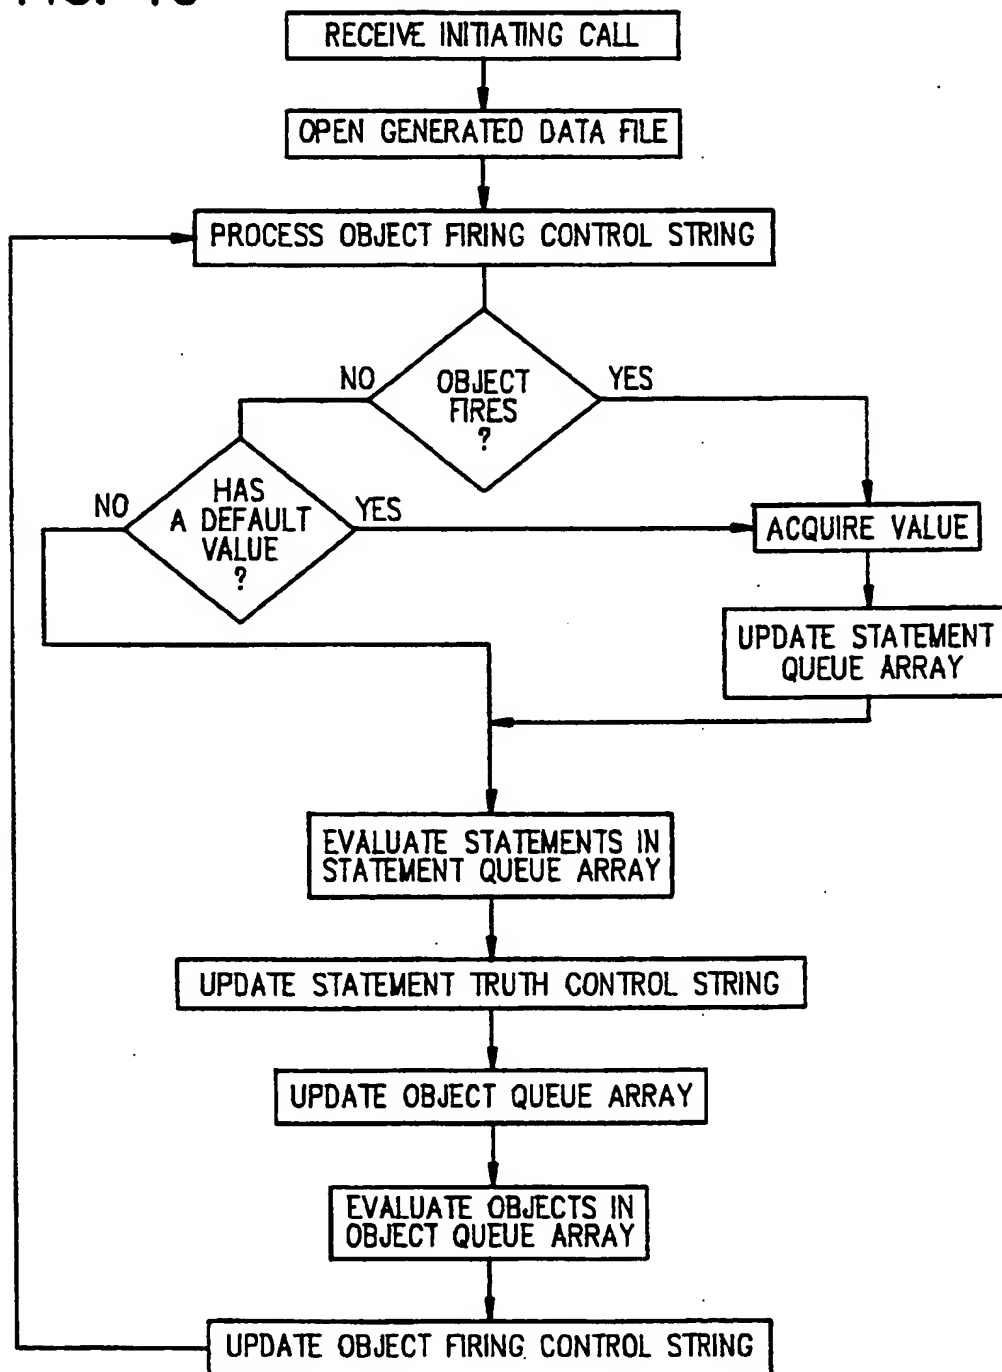 RECEIVE INITIATING CALL
OPEN GENERATED DATA FILE
PROCESS OBJECT FIRING CONTROL STRING
NO
OBJECT
FIRES
?
YES
NO
HAS
A DEFAULT
VALUE
?
YES
ACQUIRE VALUE
UPDATE STATEMENT
QUEUE ARRAY
EVALUATE STATEMENTS IN
STATEMENT QUEUE ARRAY
UPDATE STATEMENT TRUTH CONTROL STRING
UPDATE OBJECT QUEUE ARRAY
EVALUATE OBJECTS IN
OBJECT QUEUE ARRAY
UPDATE OBJECT FIRING CONTROL STRING